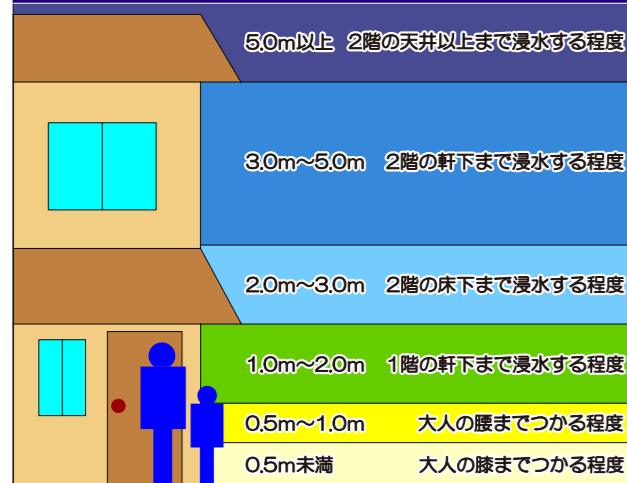 5.0m以上 2階の天井以上まで浸水する程度
3.0m～5.0m 2階の軒下まで浸水する程度
2.0m～3.0m 2階の床下まで浸水する程度
1.0m～2.0m 1階の軒下まで浸水する程度
0.5m～1.0m 大人の腰までつかる程度
0.5m未満 大人の膝までつかる程度